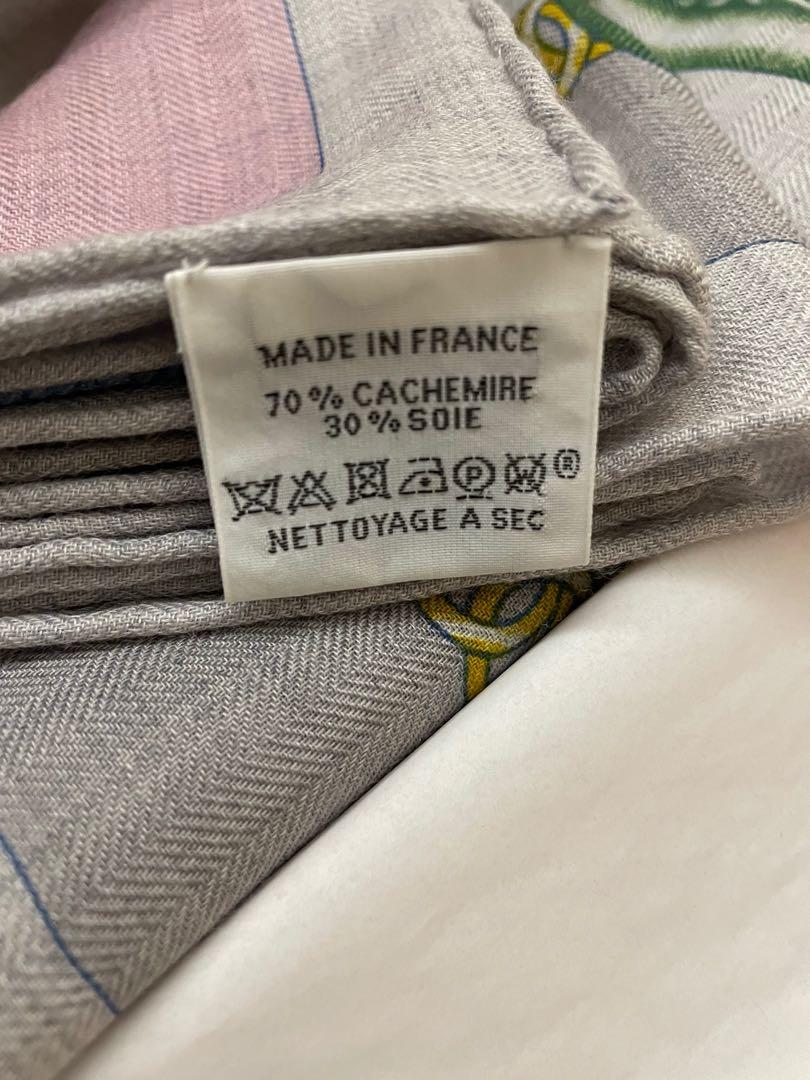 MADE IN FRANCE
70% CACHEMIRE
30% SOIE
P W ®
NETTOYAGE A SEC